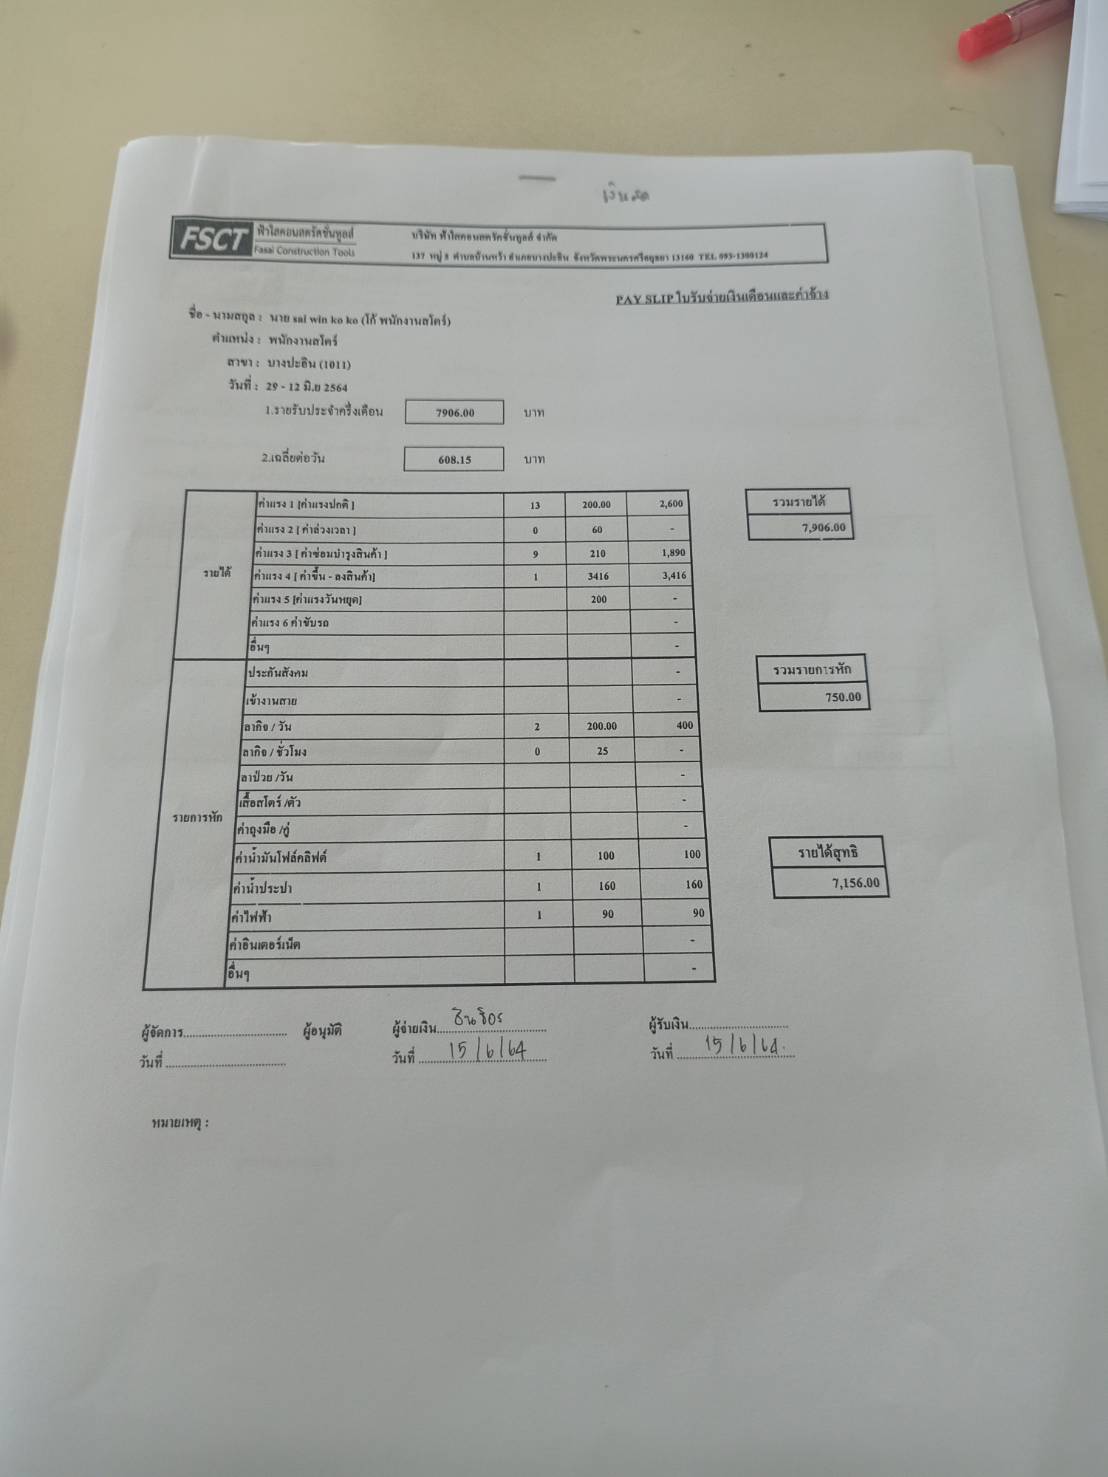 เงินสด
FSCT ฟ้าใสคอนสตรัคชั่นทูลส์
Fasai Construction Tools
บริษัท ฟ้าใสคอนสตรัคชั่นทูลส์ จำกัด
137 หมู่ 8 ตำบลบ้านหว้า อำเภอบางปะอิน จังหวัดพระนครศรีอยุธยา 13160 TEL.
PAY SLIP ใบรับจ่ายเงินเดือนและค่าจ้าง
ชื่อ - นามสกุล : นาย sai win ko ko (โก้ พนักงานสโตร์)
ตำแหน่ง : พนักงานสโตร์
สาขา : บางปะอิน (1011)
วันที่ : 29 - 12 มิ.ย 2564
1.รายรับประจำครึ่งเดือน 7906.00 บาท
2.เฉลี่ยต่อวัน 608.15 บาท
รายได้
ค่าแรง 1 [ค่าแรงปกติ ] 13 200.00 2,600
ค่าแรง 2 [ ค่าล่วงเวลา ] 0 60 -
ค่าแรง 3 [ ค่าซ่อมบำรุงสินค้า ] 9 210 1,890
ค่าแรง 4 [ ค่าขึ้น - ลงสินค้า] 1 3416 3,416
ค่าแรง 5 [ค่าแรงวันหยุด] 200 -
ค่าแรง 6 ค่าขับรถ -
อื่นๆ -
รวมรายได้
7,906.00
รายการหัก
ประกันสังคม -
เข้างานสาย -
ลากิจ / วัน 2 200.00 400
ลากิจ / ชั่วโมง 0 25 -
ลาป่วย /วัน -
เสื้อสโตร์ /ตัว -
ค่าถุงมือ /คู่ -
ค่าน้ำมันโฟล์คลิฟต์ 1 100 100
ค่าน้ำประปา 1 160 160
ค่าไฟฟ้า 1 90 90
ค่าอินเตอร์เน็ต -
อื่นๆ -
รวมรายการหัก
750.00
รายได้สุทธิ
7,156.00
ผู้จัดการ ผู้อนุมัติ ผู้จ่ายเงิน ผู้รับเงิน
วันที่ วันที่ 15/6/64 วันที่ 15/6/64.
หมายเหตุ :